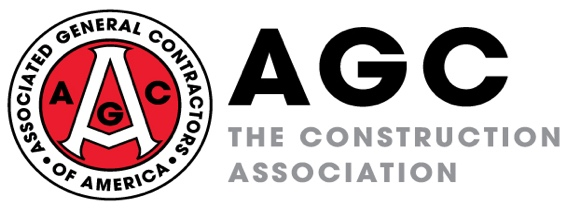 ASSOCIATED GENERAL CONTRACTORS
• OF AMERICA •
A G C
AGC
THE CONSTRUCTION
ASSOCIATION